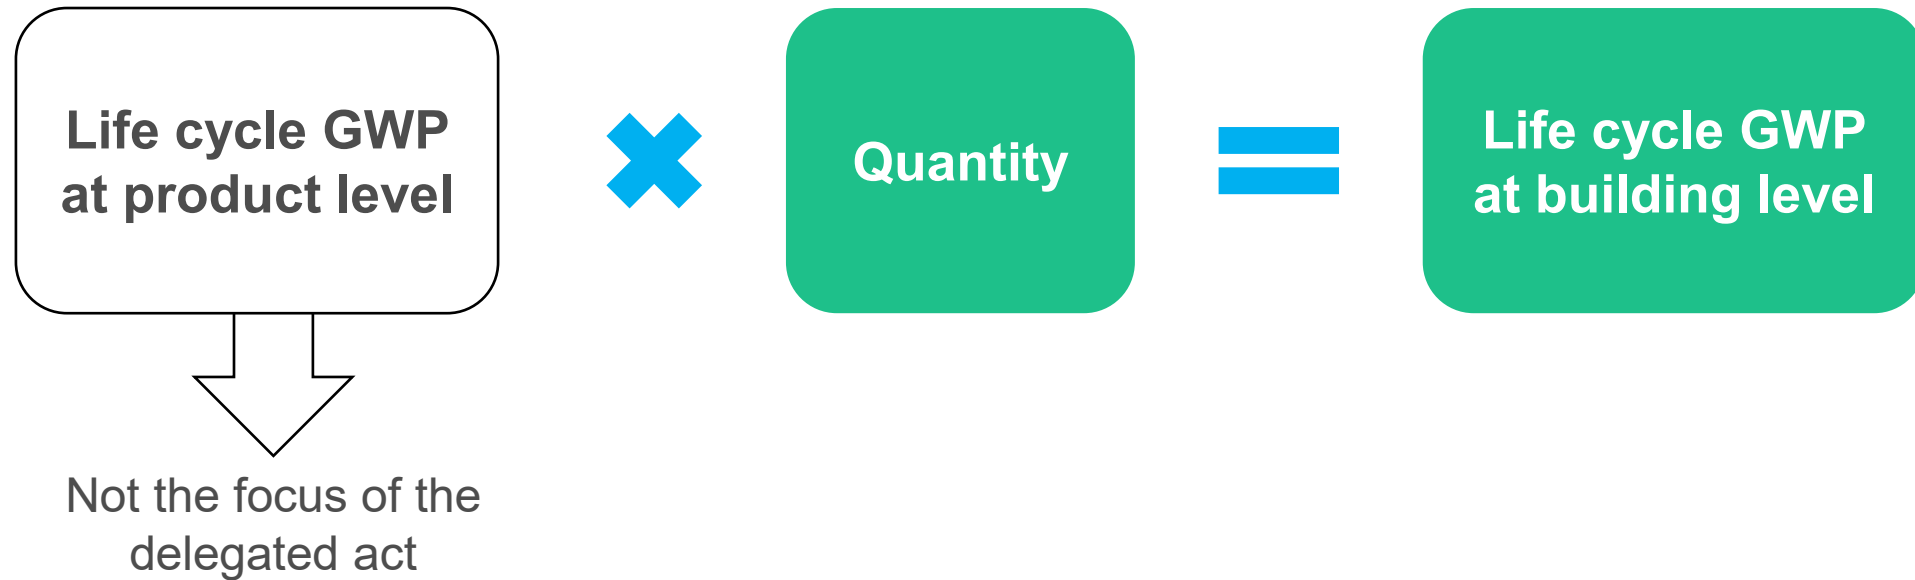 Life cycle GWP
at product level
Quantity
Life cycle GWP
at building level
Not the focus of the
delegated act